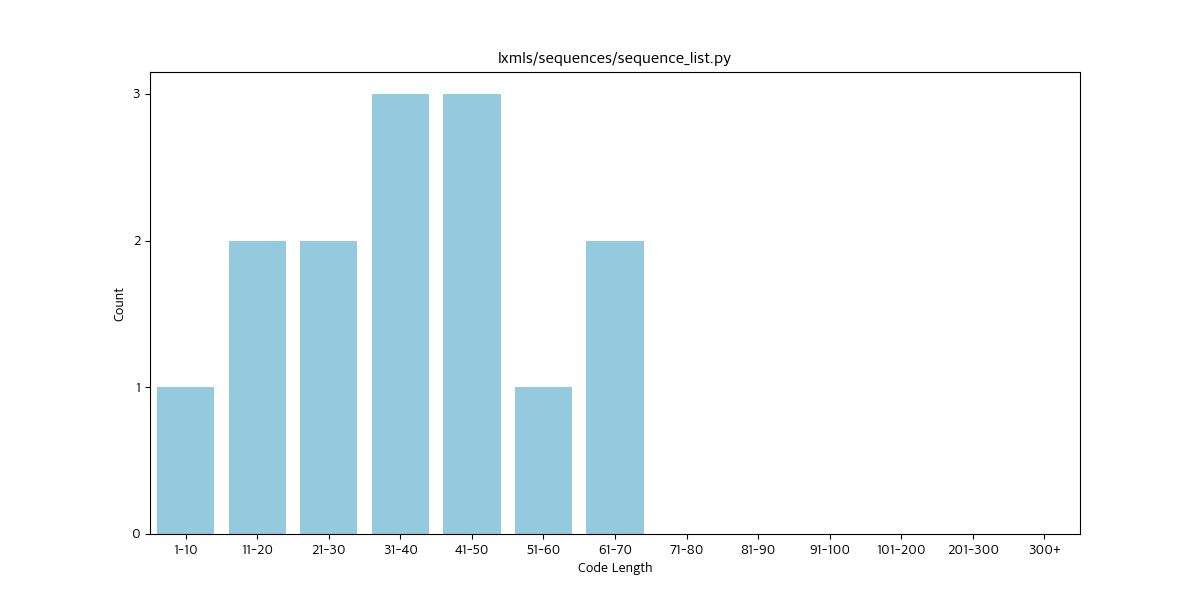 lxmls/sequences/sequence_list.py
3
2
1
0
Count
1-10 11-20 21-30 31-40 41-50 51-60 61-70 71-80 81-90 91-100 101-200 201-300 300+
Code Length